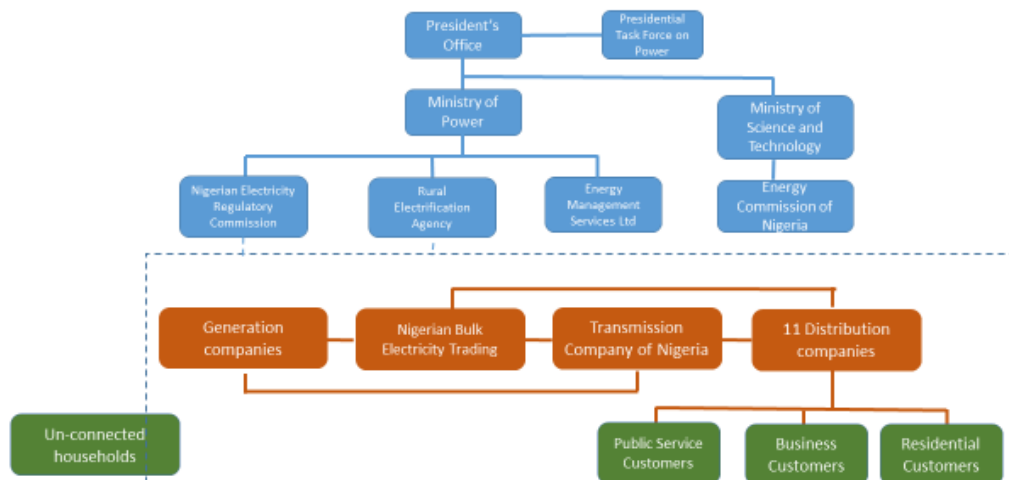 President's
Office
Presidential
Task Force on
Power
Ministry of
Power
Ministry of
Science and
Technology
Nigerian Electricity
Regulatory
Commission
Rural
Electrification
Agency
Energy
Management
Services Ltd
Energy
Commission of
Nigeria
Generation
companies
Nigerian Bulk
Electricity Trading
Transmission
Company of Nigeria
11 Distribution
companies
Un-connected
households
Public Service
Customers
Business
Customers
Residential
Customers